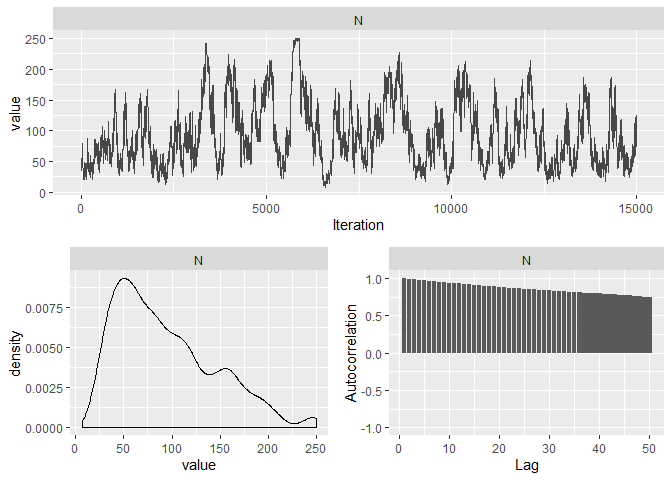 N
250
200
150
100
50
0
value
0 5000 10000 15000
Iteration
N
0.0075
0.0050
0.0025
0.0000
density
0 50 100 150 200 250
value
N
1.0
0.5
0.0
-0.5
-1.0
Autocorrelation
0 10 20 30 40 50
Lag